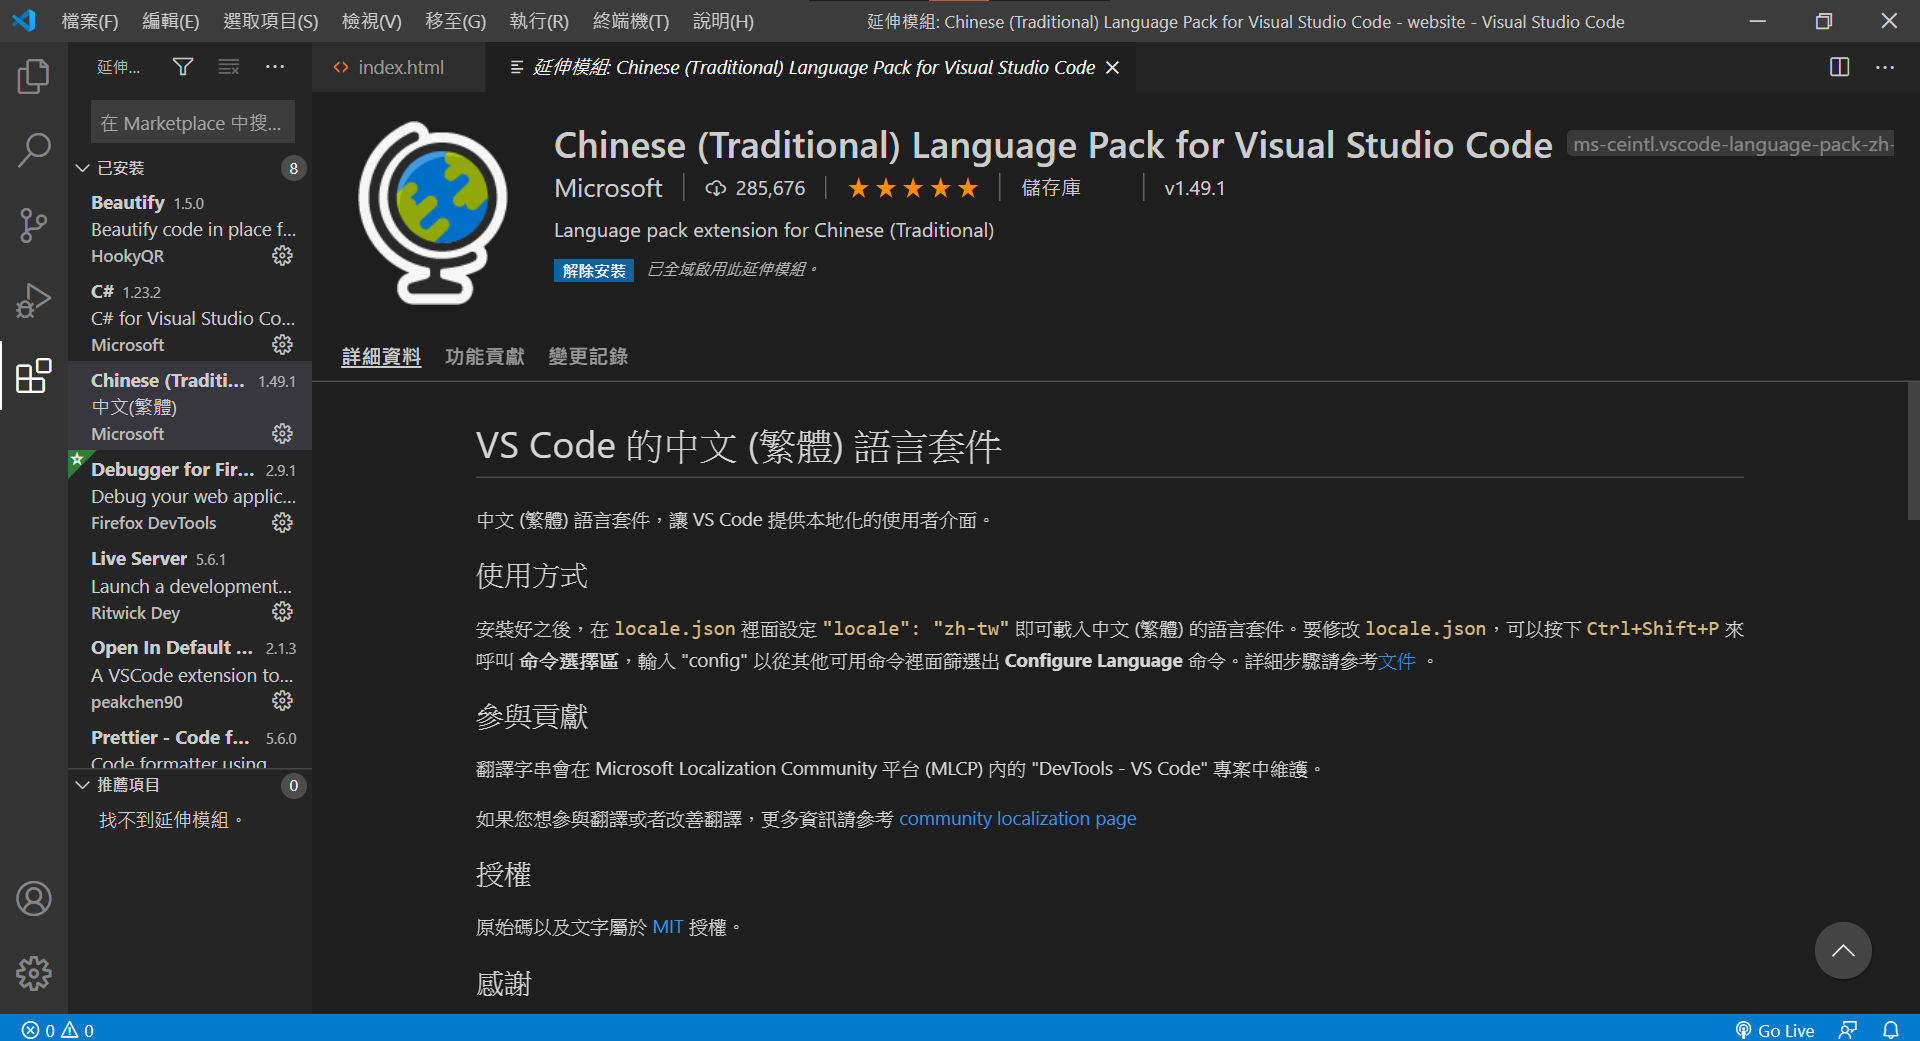 檔案(F) 編輯(E) 選取項目(S) 檢視(V) 移至(G) 執行(R) 終端機(T) 說明(H) 延伸模組: Chinese (Traditional) Language Pack for Visual Studio Code - website - Visual Studio Code
延伸...
index.html
延伸模組: Chinese (Traditional) Language Pack for Visual Studio Code
在 Marketplace 中搜...
已安裝 8
Beautify 1.5.0
Beautify code in place f...
HookyQR
C# 1.23.2
C# for Visual Studio Co...
Microsoft
Chinese (Traditi... 1.49.1
中文(繁體)
Microsoft
Debugger for Fir... 2.9.1
Debug your web applic...
Firefox DevTools
Live Server 5.6.1
Launch a development...
Ritwick Dey
Open In Default ... 2.1.3
A VSCode extension to...
peakchen90
Prettier - Code f... 5.6.0
Code formatter using
推薦項目 0
找不到延伸模組。
Chinese (Traditional) Language Pack for Visual Studio Code ms-ceintl.vscode-language-pack-zh-
Microsoft 285,676 儲存庫 v1.49.1
Language pack extension for Chinese (Traditional)
解除安裝 已全域啟用此延伸模組。
詳細資料 功能貢獻 變更記錄
VS Code 的中文 (繁體) 語言套件
中文 (繁體) 語言套件，讓 VS Code 提供本地化的使用者介面。
使用方式
安裝好之後，在 locale.json 裡面設定 "locale": "zh-tw" 即可載入中文 (繁體) 的語言套件。要修改 locale.json，可以按下 Ctrl+Shift+P 來
呼叫 命令選擇區，輸入 "config" 以從其他可用命令裡面篩選出 Configure Language 命令。詳細步驟請參考文件 。
參與貢獻
翻譯字串會在 Microsoft Localization Community 平台 (MLCP) 內的 "DevTools - VS Code" 專案中維護。
如果您想參與翻譯或者改善翻譯，更多資訊請參考 community localization page
授權
原始碼以及文字屬於 MIT 授權。
感謝
0 0
Go Live